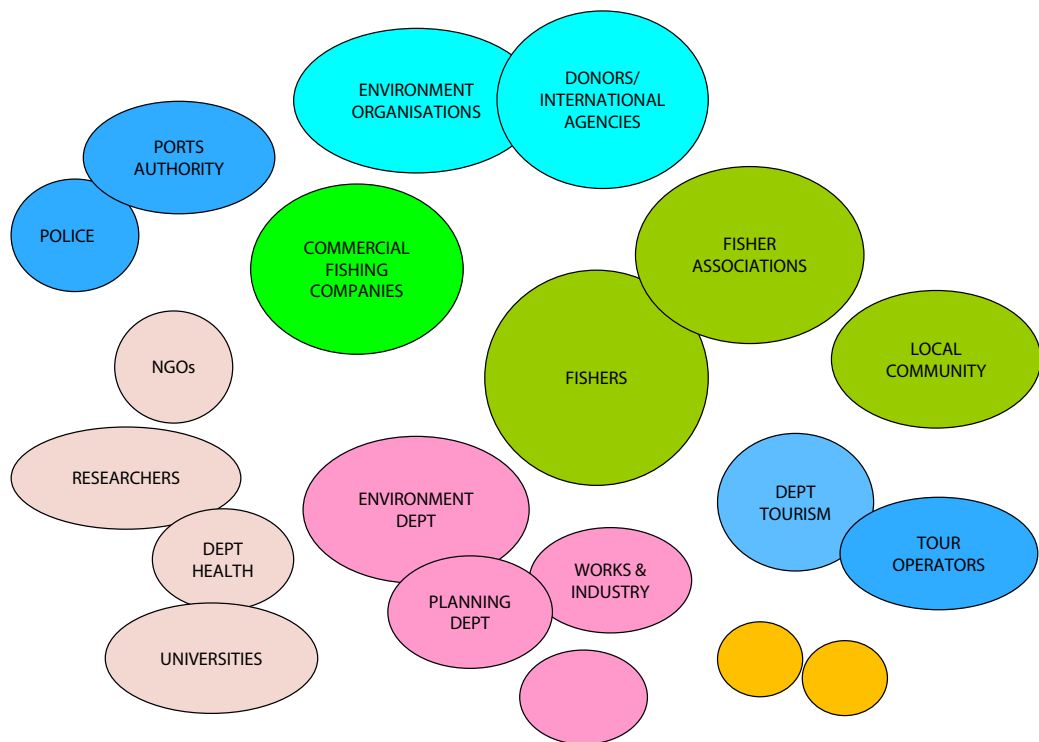 ENVIRONMENT
ORGANISATIONS
DONORS/
INTERNATIONAL
AGENCIES
PORTS
AUTHORITY
POLICE
COMMERCIAL
FISHING
COMPANIES
FISHER
ASSOCIATIONS
FISHERS
LOCAL
COMMUNITY
NGOs
RESEARCHERS
DEPT
HEALTH
UNIVERSITIES
ENVIRONMENT
DEPT
PLANNING
DEPT
WORKS &
INDUSTRY
DEPT
TOURISM
TOUR
OPERATORS